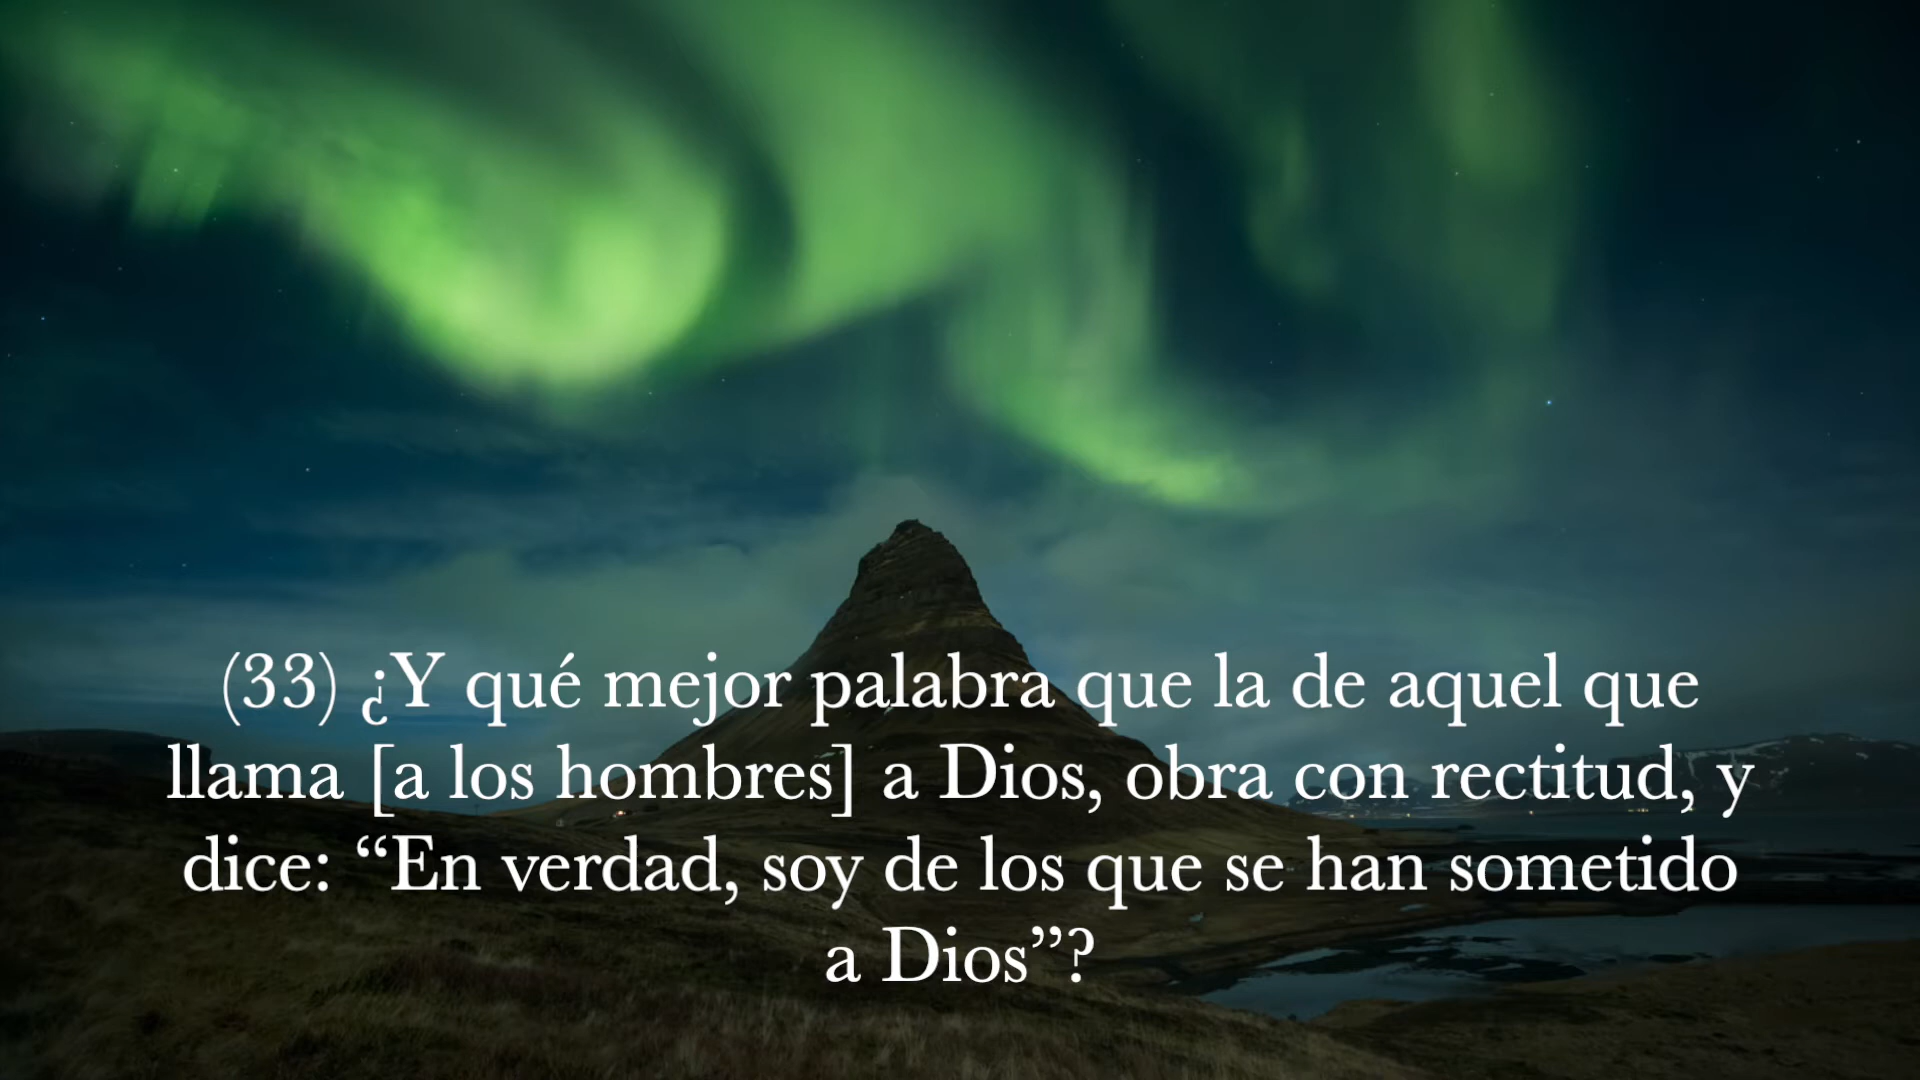 (33) ¿Y qué mejor palabra que la de aquel que
llama [a los hombres] a Dios, obra con rectitud, y
dice: “En verdad, soy de los que se han sometido
a Dios”?